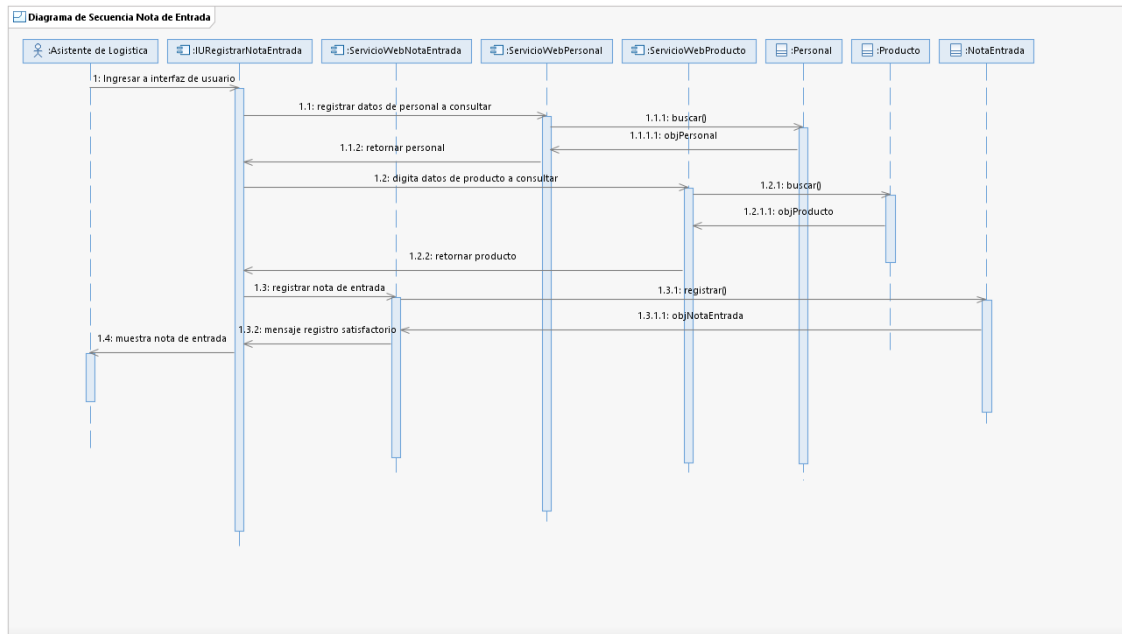 Diagrama de Secuencia Nota de Entrada
:Asistente de Logistica
:IURegistrarNotaEntrada
:ServicioWebNotaEntrada
:ServicioWebPersonal
:ServicioWebProducto
:Personal
:Producto
:NotaEntrada
1: Ingresar a interfaz de usuario
1.1: registrar datos de personal a consultar
1.1.1: buscar()
1.1.1.1: objPersonal
1.1.2: retornar personal
1.2: digita datos de producto a consultar
1.2.1: buscar()
1.2.1.1: objProducto
1.2.2: retornar producto
1.3: registrar nota de entrada
1.3.1: registrar()
1.3.1.1: objNotaEntrada
1.3.2: mensaje registro satisfactorio
1.4: muestra nota de entrada